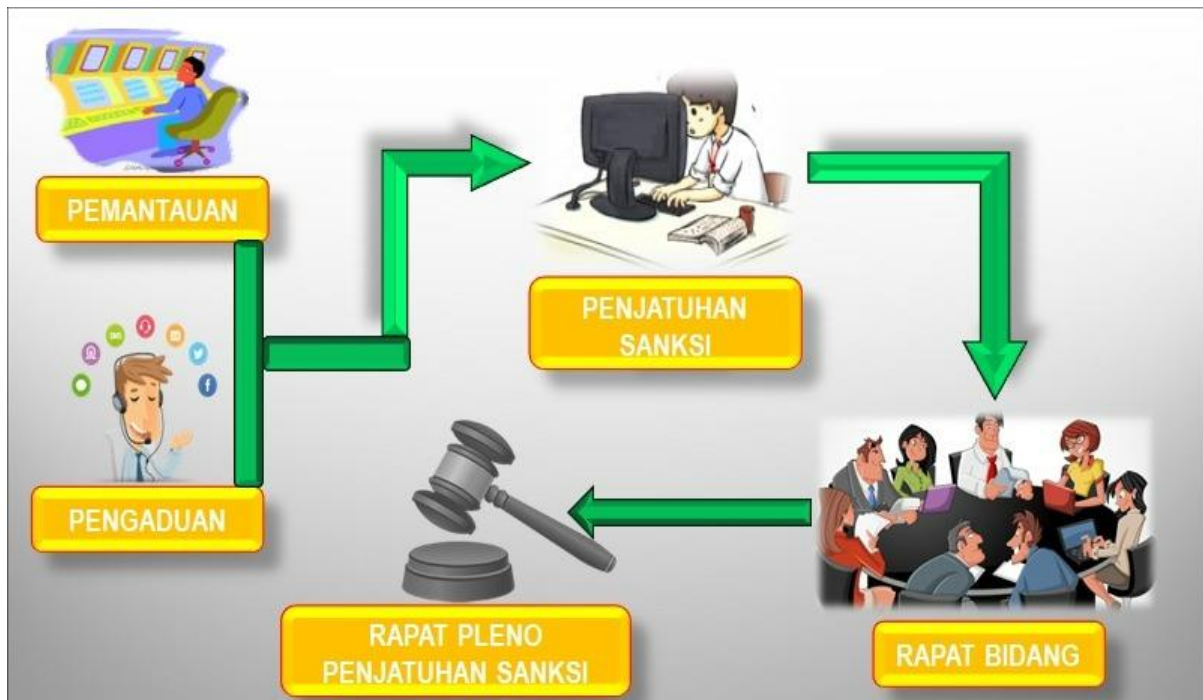 PEMANTAUAN
PENGADUAN
PENJATUHAN
SANKSI
RAPAT BIDANG
RAPAT PLENO
PENJATUHAN SANKSI